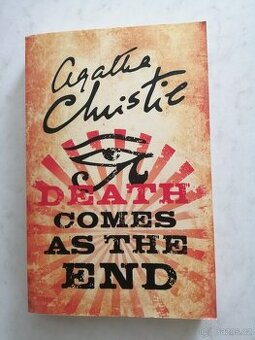 Agatha
Christie
DEATH
COMES
AS THE
END